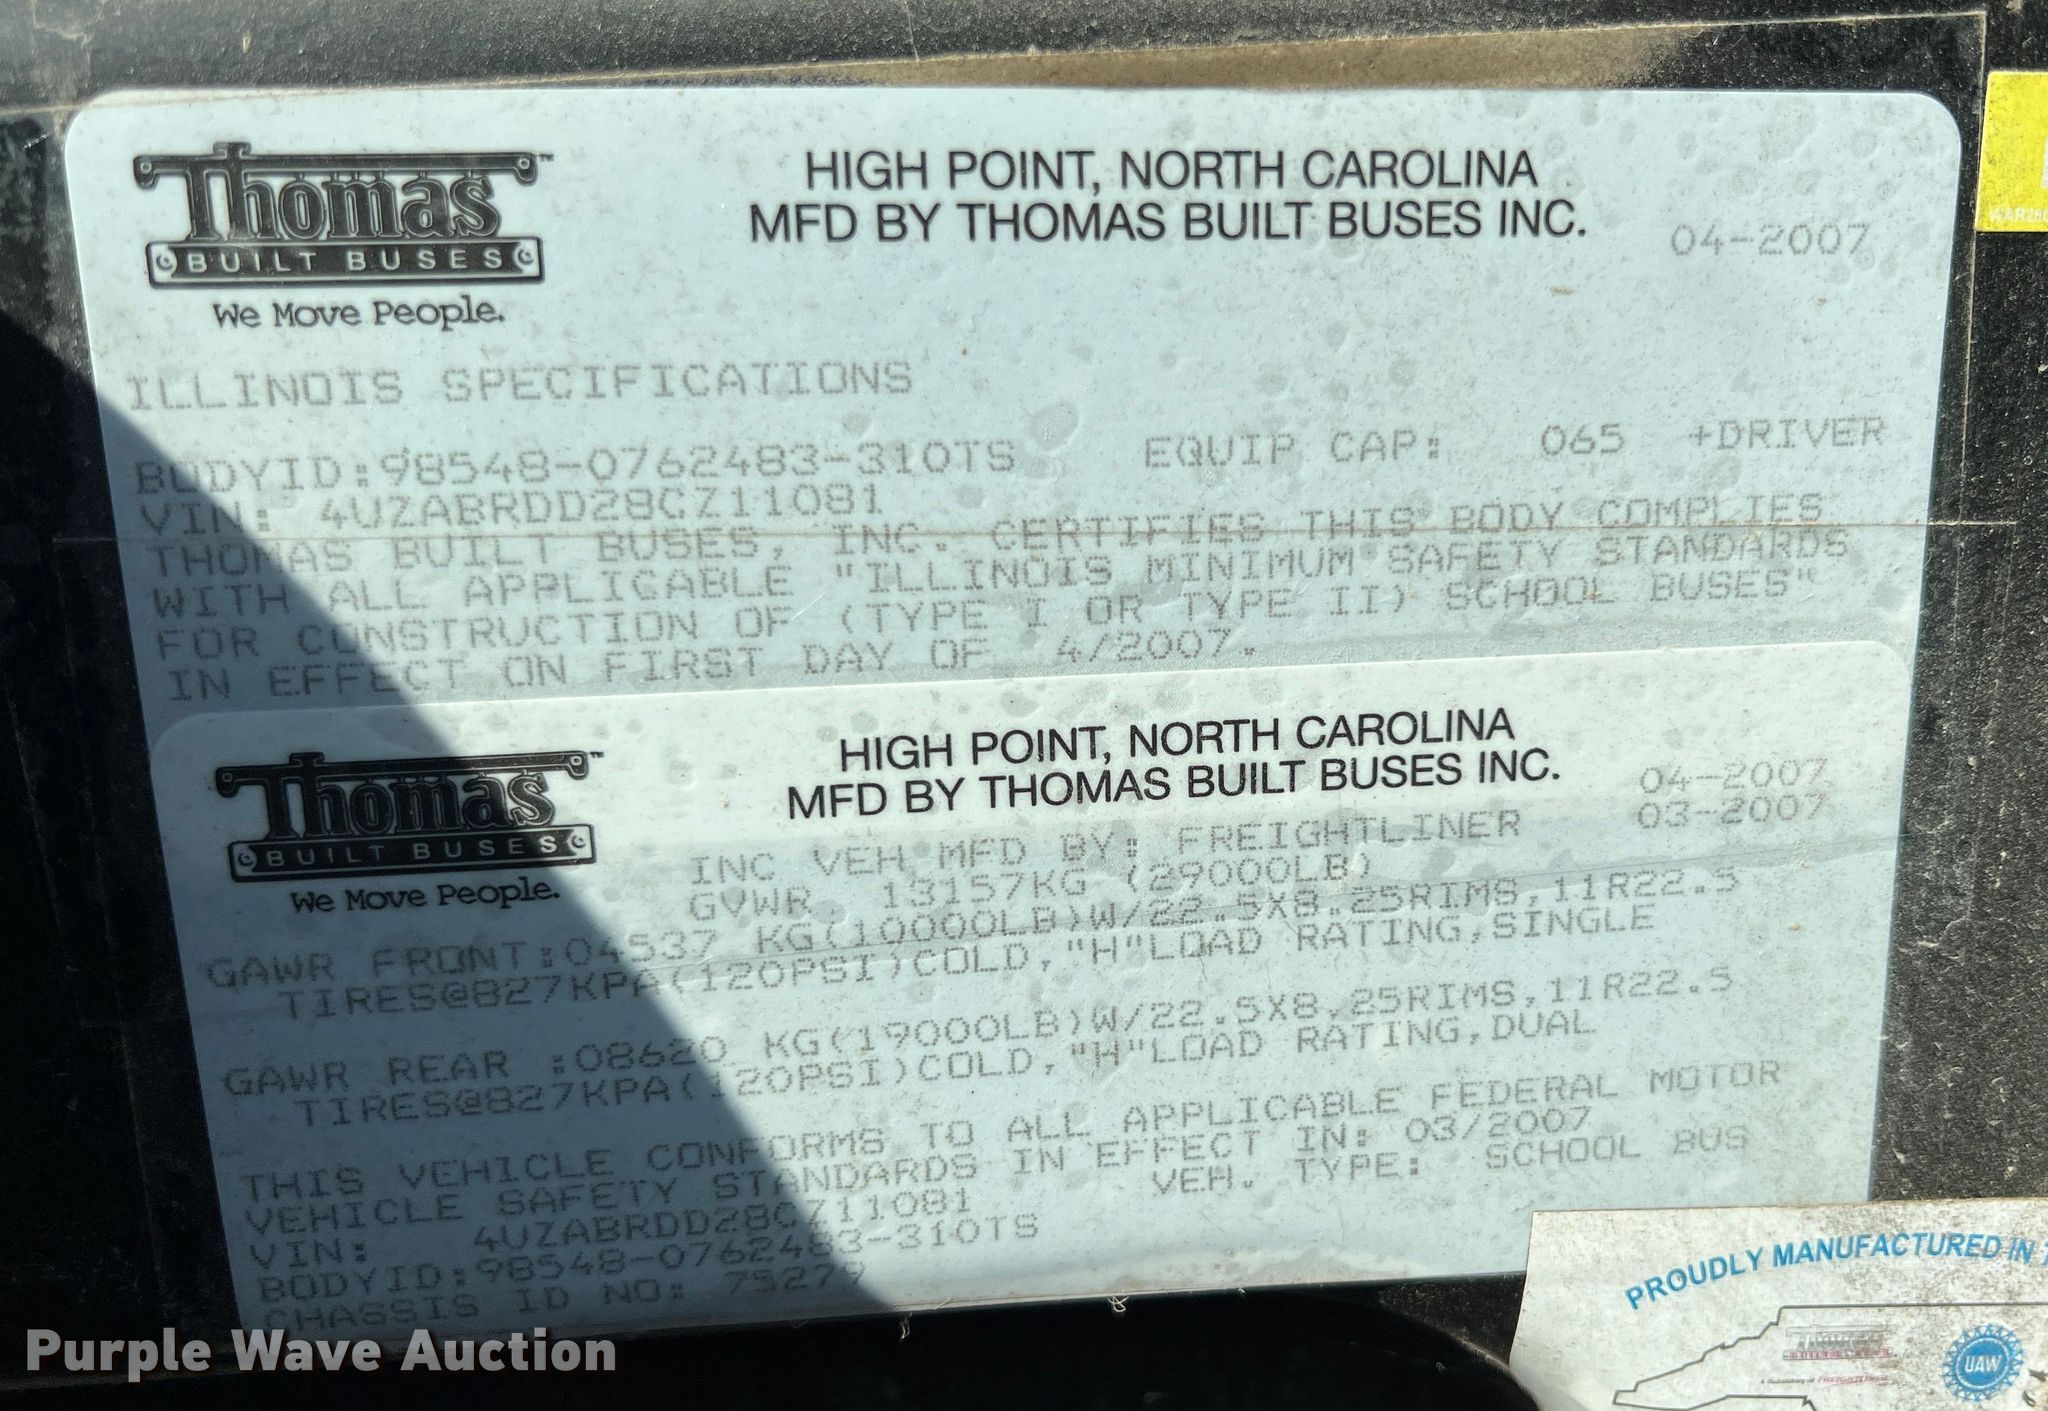 Thomas™
BUILT BUSES
We Move People.
HIGH POINT, NORTH CAROLINA
MFD BY THOMAS BUILT BUSES INC.
04-2007
ILLINOIS SPECIFICATIONS
BODYID:98548-0762483-310TS EQUIP CAP: 065 +DRIVER
VIN: 4UZABRDD28CZ11081
THOMAS BUILT BUSES, INC. CERTIFIES THIS BODY COMPLIES
WITH ALL APPLICABLE "ILLINOIS MINIMUM SAFETY STANDARDS
FOR CONSTRUCTION OF (TYPE I OR TYPE II) SCHOOL BUSES"
IN EFFECT ON FIRST DAY OF 4/2007.
Thomas™
BUILT BUSES
We Move People.
HIGH POINT, NORTH CAROLINA
MFD BY THOMAS BUILT BUSES INC.
04-2007
INC VEH MFD BY: FREIGHTLINER 03-2007
GVWR 13157KG (29000LB)
GAWR FRONT:04537 KG(10000LB)W/22.5X8.25RIMS,11R22.5
TIRES@827KPA(120PSI)COLD,"H"LOAD RATING,SINGLE
GAWR REAR :08620 KG(19000LB)W/22.5X8.25RIMS,11R22.5
TIRES@827KPA(120PSI)COLD,"H"LOAD RATING,DUAL
THIS VEHICLE CONFORMS TO ALL APPLICABLE FEDERAL MOTOR
VEHICLE SAFETY STANDARDS IN EFFECT IN: 03/2007
VIN: 4UZABRDD28CZ11081 VEH. TYPE: SCHOOL BUS
BODYID:98548-0762483-310TS
CHASSIS ID NO: 79279
PROUDLY MANUFACTURED IN
UAW
Purple Wave Auction